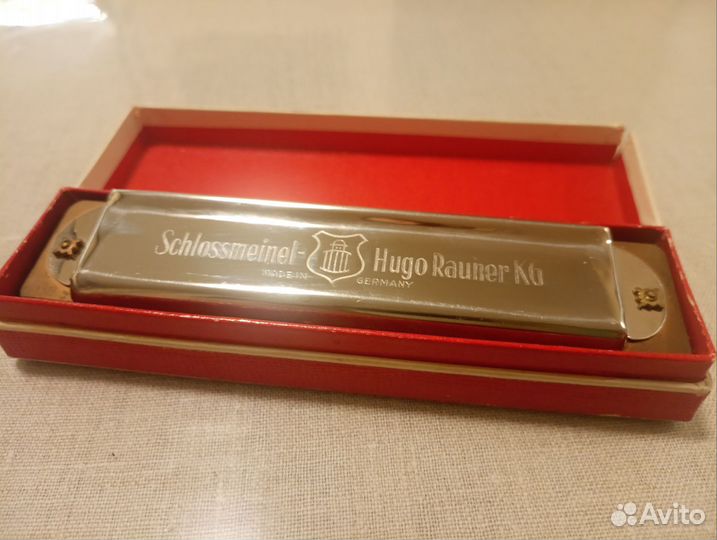 Schlossmeinel- Hugo Rauner KG
MADE IN GERMANY
Avito